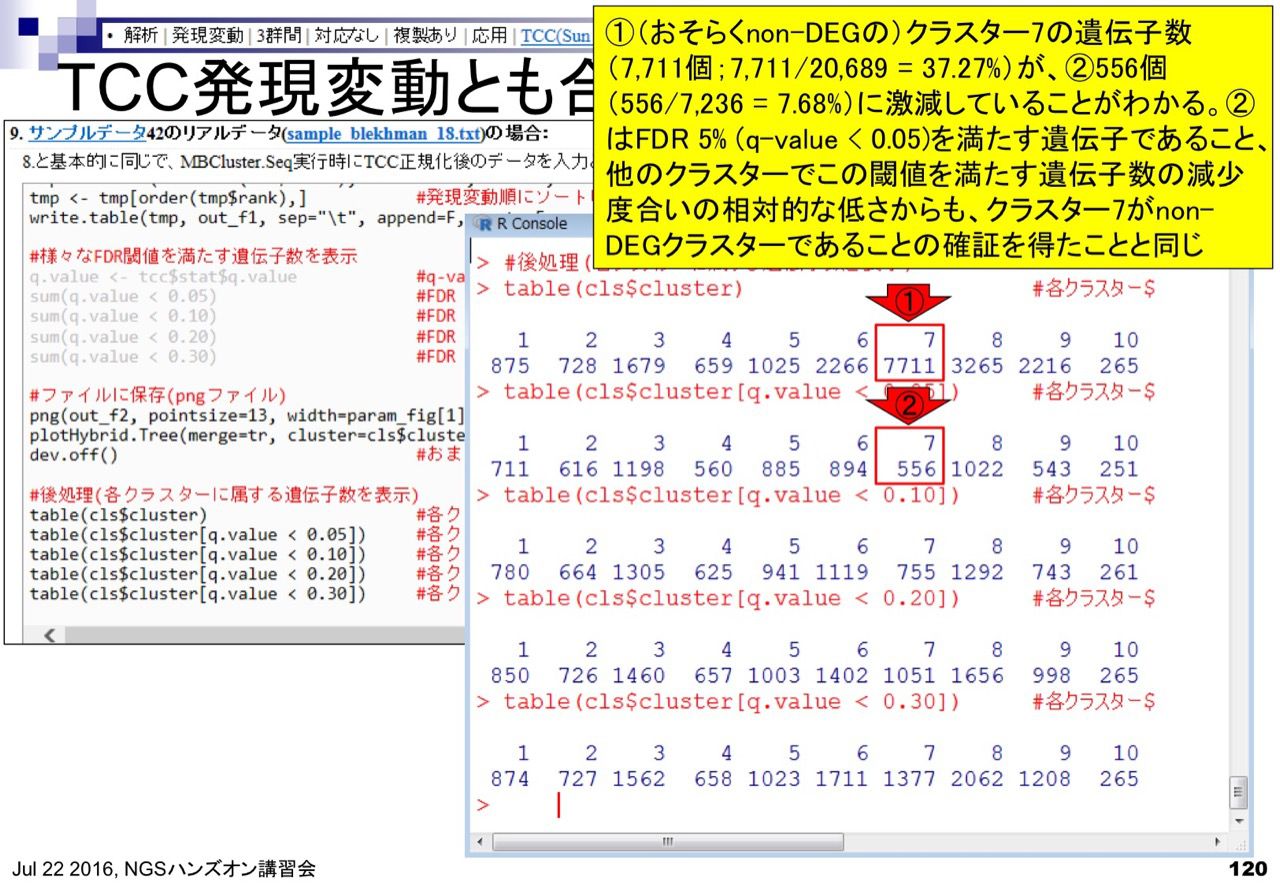 ・ 解析 | 発現変動 | 3群間 | 対応なし | 複製あり | 応用 | TCC(Sun
TCC発現変動とも合
①(おそらくnon-DEGの)クラスター7の遺伝子数
(7,711個;7,711/20,689 = 37.27%)が、②556個
(556/7,236 = 7.68%)に激減していることがわかる。②
はFDR 5% (q-value < 0.05)を満たす遺伝子であること、
他のクラスターでこの閾値を満たす遺伝子数の減少
度合いの相対的な低さからも、クラスター7がnon-
DEGクラスターであることの確証を得たことと同じ
9. サンプルデータ42のリアルデータ(sample_blekhman_18.txt)の場合:
8.と基本的に同じで、MBCluster.Seq実行時にTCC正規化後のデータを入力
tmp <- tmp[order(tmp$rank),] #発現変動順にソート
write.table(tmp, out_f1, sep="\t", append=F,
#様々なFDR閾値を満たす遺伝子数を表示
q.value <- tcc$stat$q.value #q-va
sum(q.value < 0.05) #FDR
sum(q.value < 0.10) #FDR
sum(q.value < 0.20) #FDR
sum(q.value < 0.30) #FDR
#ファイルに保存(pngファイル)
png(out_f2, pointsize=13, width=param_fig[1]
plotHybrid.Tree(merge=tr, cluster=cls$cluste
dev.off() #おま
#後処理(各クラスターに属する遺伝子数を表示)
table(cls$cluster) #各ク
table(cls$cluster[q.value < 0.05]) #各ク
table(cls$cluster[q.value < 0.10]) #各ク
table(cls$cluster[q.value < 0.20]) #各ク
table(cls$cluster[q.value < 0.30]) #各ク
R Console
> #後処理
> table(cls$cluster) #各クラスター$
①
1 2 3 4 5 6 7 8 9 10
875 728 1679 659 1025 2266 7711 3265 2216 265
> table(cls$cluster[q.value < 0.05]) #各クラスター$
②
1 2 3 4 5 6 7 8 9 10
711 616 1198 560 885 894 556 1022 543 251
> table(cls$cluster[q.value < 0.10]) #各クラスター$
1 2 3 4 5 6 7 8 9 10
780 664 1305 625 941 1119 755 1292 743 261
> table(cls$cluster[q.value < 0.20]) #各クラスター$
1 2 3 4 5 6 7 8 9 10
850 726 1460 657 1003 1402 1051 1656 998 265
> table(cls$cluster[q.value < 0.30]) #各クラスター$
1 2 3 4 5 6 7 8 9 10
874 727 1562 658 1023 1711 1377 2062 1208 265
>
Jul 22 2016, NGSハンズオン講習会
120